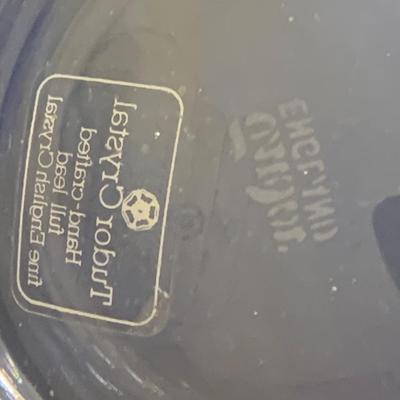 Tudor Crystal
Hand-crafted
full lead
fine English Crystal
Tudor
ENGLAND